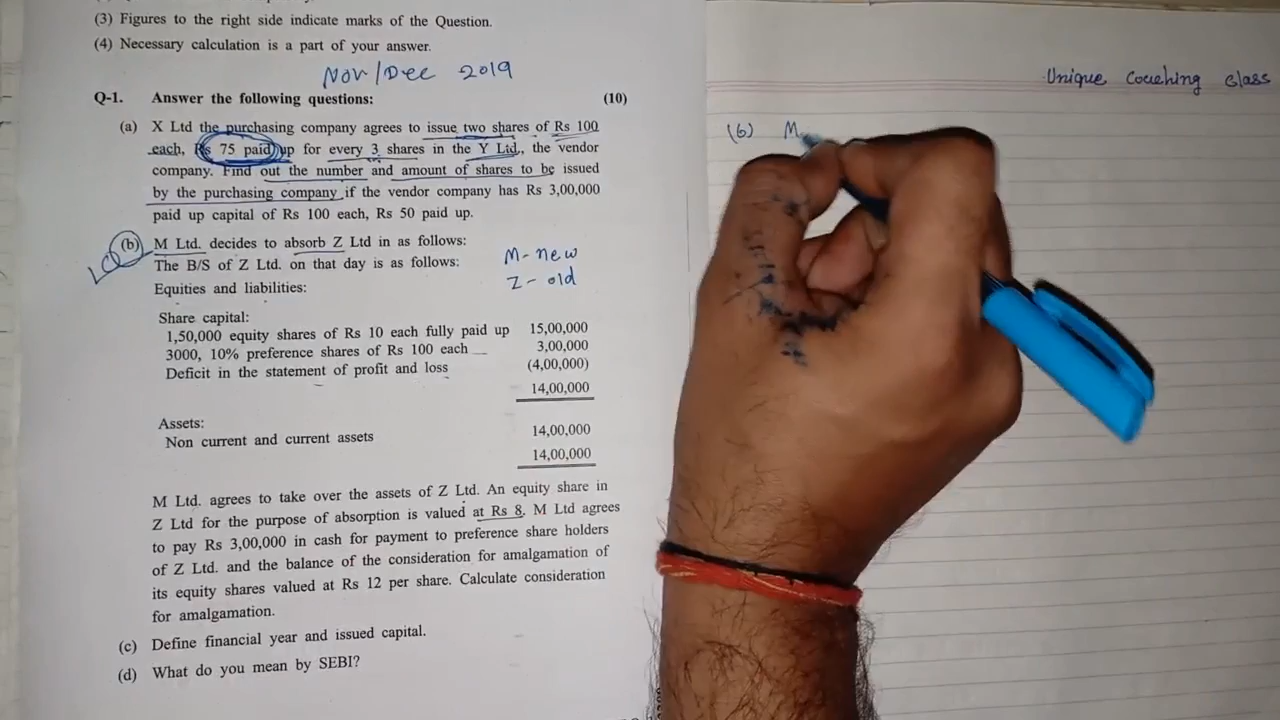 (3) Figures to the right side indicate marks of the Question.
(4) Necessary calculation is a part of your answer.
Nov/Dec 2019
Q-1. Answer the following questions: (10)
(a) X Ltd the purchasing company agrees to issue two shares of Rs 100
each, Rs 75 paid up for every 3 shares in the Y Ltd., the vendor
company. Find out the number and amount of shares to be issued
by the purchasing company if the vendor company has Rs 3,00,000
paid up capital of Rs 100 each, Rs 50 paid up.
(b) M Ltd. decides to absorb Z Ltd in as follows:
The B/S of Z Ltd. on that day is as follows:
M - new
Z - old
Equities and liabilities:
Share capital:
1,50,000 equity shares of Rs 10 each fully paid up 15,00,000
3000, 10% preference shares of Rs 100 each 3,00,000
Deficit in the statement of profit and loss (4,00,000)
14,00,000
Assets:
Non current and current assets 14,00,000
14,00,000
M Ltd. agrees to take over the assets of Z Ltd. An equity share in
Z Ltd for the purpose of absorption is valued at Rs 8. M Ltd agrees
to pay Rs 3,00,000 in cash for payment to preference share holders
of Z Ltd. and the balance of the consideration for amalgamation of
its equity shares valued at Rs 12 per share. Calculate consideration
for amalgamation.
(c) Define financial year and issued capital.
(d) What do you mean by SEBI?
Unique Couching Class
(b) M